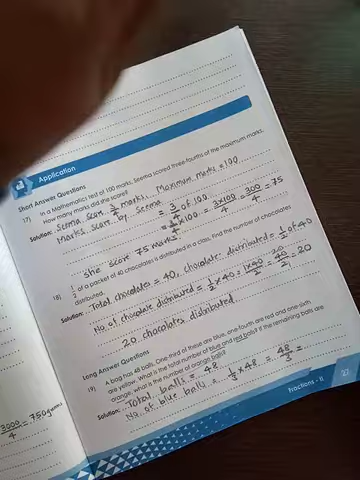 Application
Short Answer Questions
17) In a Mathematics test of 100 marks, Seema scored three-fourths of the maximum marks.
How many marks did she score?
Solution: Seema score 3/4 marks. Maximum mark = 100
Marks score by Seema = 3/4 of 100
= 3/4 × 100 = 3×100/4 = 300/4 = 75
She score 75 marks
18) 1/2 of a packet of 40 chocolates is distributed in a class. Find the number of chocolates
distributed.
Solution: Total chocolates = 40, chocolate distributed = 1/2 of 40
No. of chocolate distributed = 1/2 × 40 = 1×40/2 = 40/2 = 20
20 chocolates distributed
Long Answer Questions
19) A bag has 48 balls. One third of these are blue, one-fourth are red and one-sixth
are yellow. What is the total number of blue and red balls? If the remaining are
orange, what is the number of orange balls?
Solution: Total balls = 48
No. of blue balls = 1/3 × 48 = 48/3 =
3000/4 = 750
Fractions - II